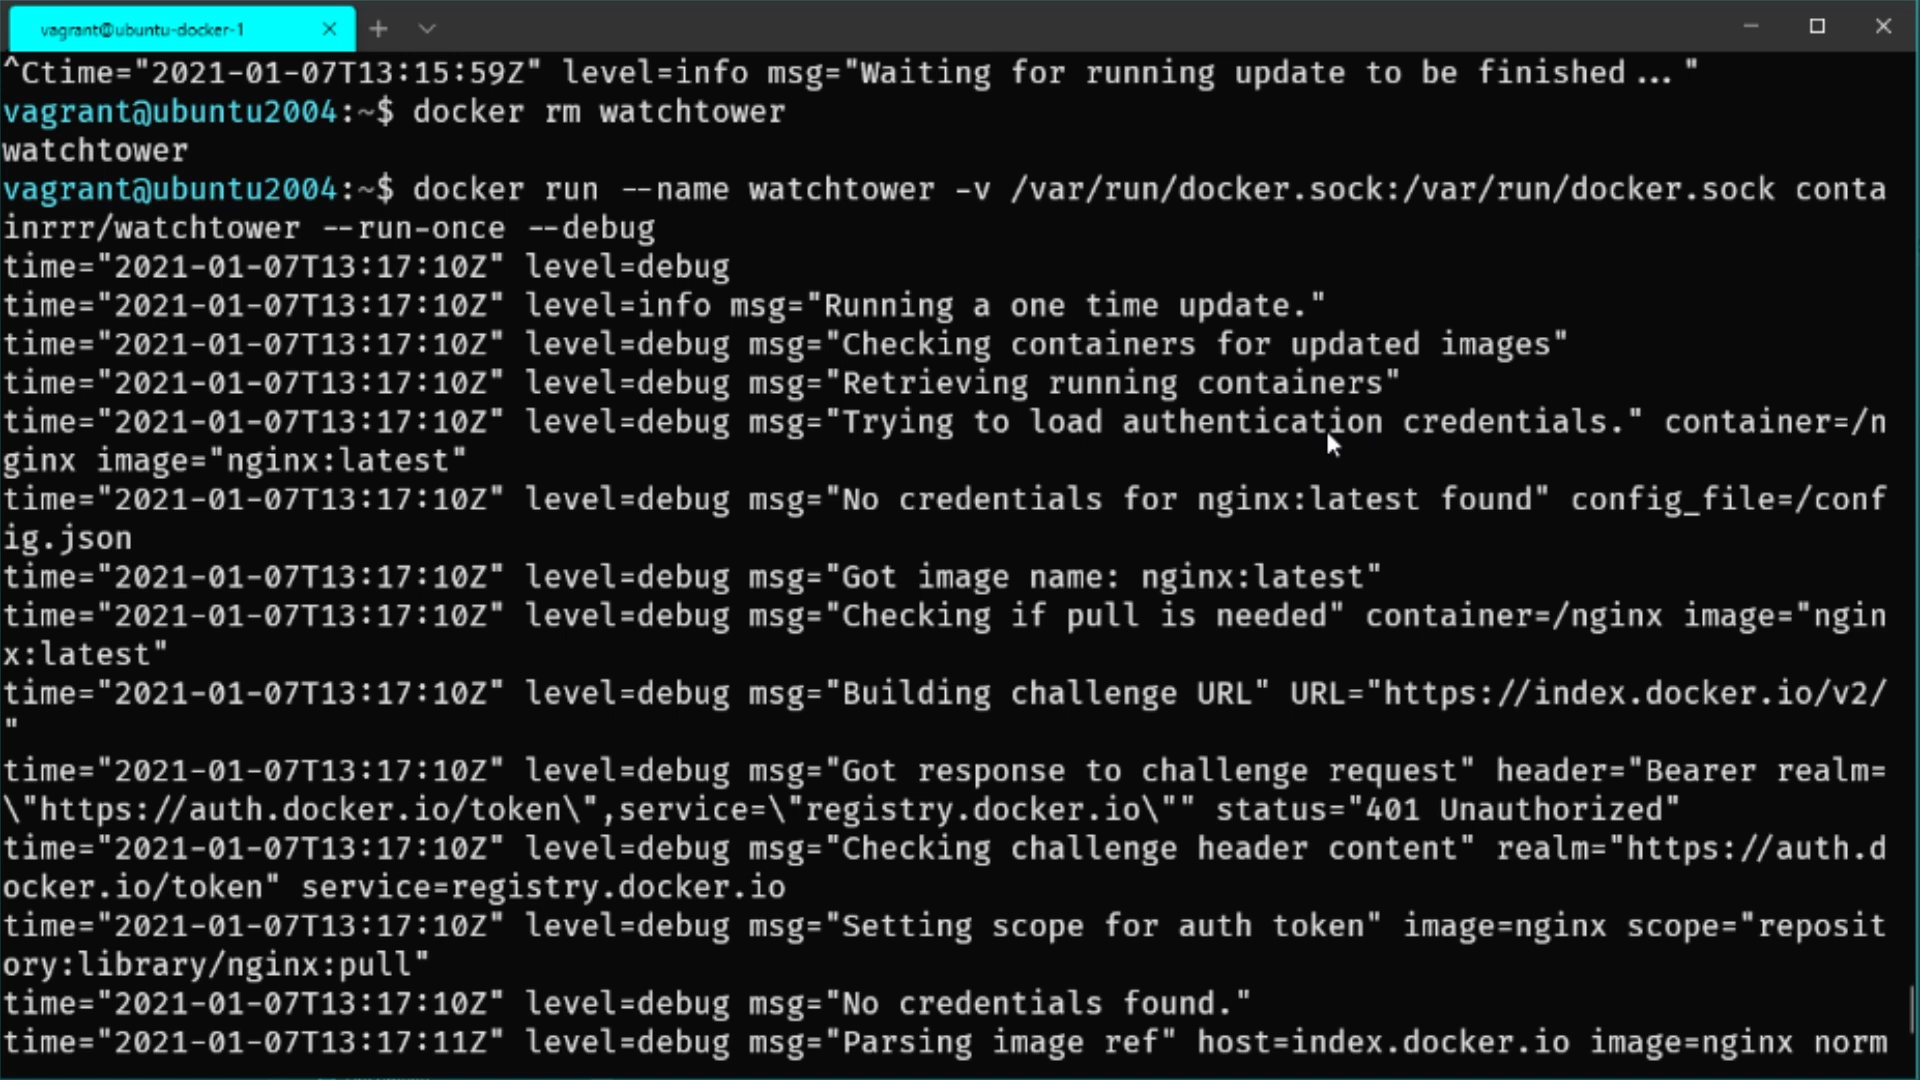 vagrant@ubuntu-docker-1
^Ctime="2021-01-07T13:15:59Z" level=info msg="Waiting for running update to be finished..."
vagrant@ubuntu2004:~$ docker rm watchtower
watchtower
vagrant@ubuntu2004:~$ docker run --name watchtower -v /var/run/docker.sock:/var/run/docker.sock conta
inrrr/watchtower --run-once --debug
time="2021-01-07T13:17:10Z" level=debug
time="2021-01-07T13:17:10Z" level=info msg="Running a one time update."
time="2021-01-07T13:17:10Z" level=debug msg="Checking containers for updated images"
time="2021-01-07T13:17:10Z" level=debug msg="Retrieving running containers"
time="2021-01-07T13:17:10Z" level=debug msg="Trying to load authentication credentials." container=/n
ginx image="nginx:latest"
time="2021-01-07T13:17:10Z" level=debug msg="No credentials for nginx:latest found" config_file=/conf
ig.json
time="2021-01-07T13:17:10Z" level=debug msg="Got image name: nginx:latest"
time="2021-01-07T13:17:10Z" level=debug msg="Checking if pull is needed" container=/nginx image="ngin
x:latest"
time="2021-01-07T13:17:10Z" level=debug msg="Building challenge URL" URL="https://index.docker.io/v2/
"
time="2021-01-07T13:17:10Z" level=debug msg="Got response to challenge request" header="Bearer realm=
\"https://auth.docker.io/token\",service=\"registry.docker.io\"" status="401 Unauthorized"
time="2021-01-07T13:17:10Z" level=debug msg="Checking challenge header content" realm="https://auth.d
ocker.io/token" service=registry.docker.io
time="2021-01-07T13:17:10Z" level=debug msg="Setting scope for auth token" image=nginx scope="reposit
ory:library/nginx:pull"
time="2021-01-07T13:17:10Z" level=debug msg="No credentials found."
time="2021-01-07T13:17:11Z" level=debug msg="Parsing image ref" host=index.docker.io image=nginx norm